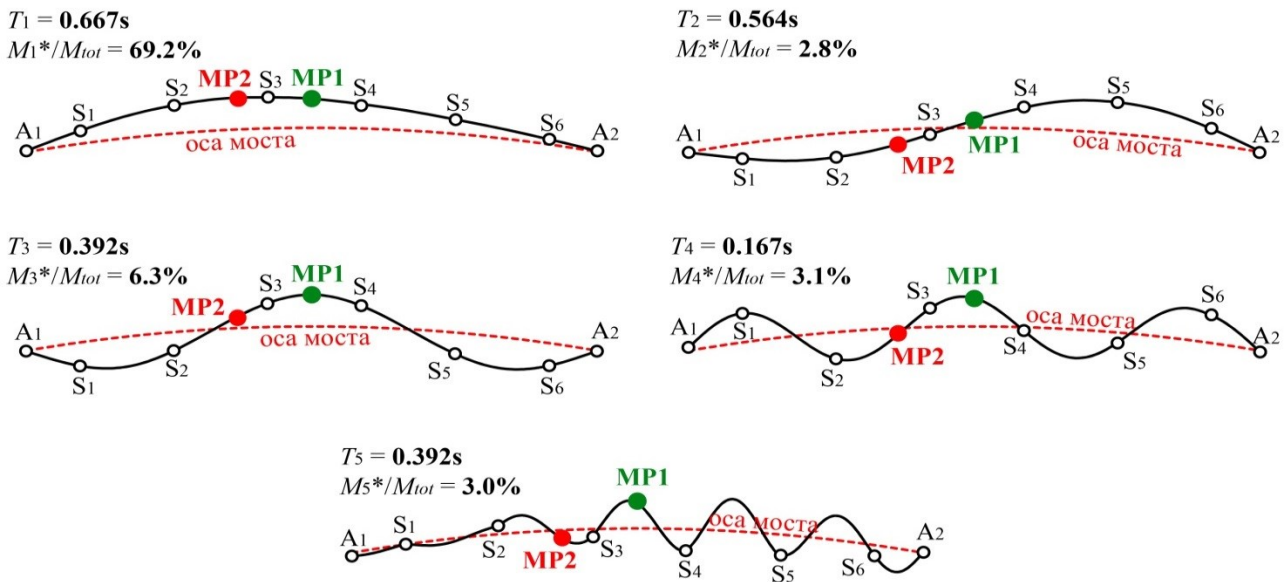 T1 = 0.667s
M1*/Mtot = 69.2%
A1 S1 S2 MP2 S3 MP1 S4 S5 S6 A2
оса моста
T2 = 0.564s
M2*/Mtot = 2.8%
A1 S1 S2 MP2 S3 MP1 S4 S5 S6 A2
оса моста
T3 = 0.392s
M3*/Mtot = 6.3%
A1 S1 S2 MP2 S3 MP1 S4 S5 S6 A2
оса моста
T4 = 0.167s
M4*/Mtot = 3.1%
A1 S1 S2 MP2 S3 MP1 S4 S5 S6 A2
оса моста
T5 = 0.392s
M5*/Mtot = 3.0%
A1 S1 S2 MP2 S3 MP1 S4 S5 S6 A2
оса моста